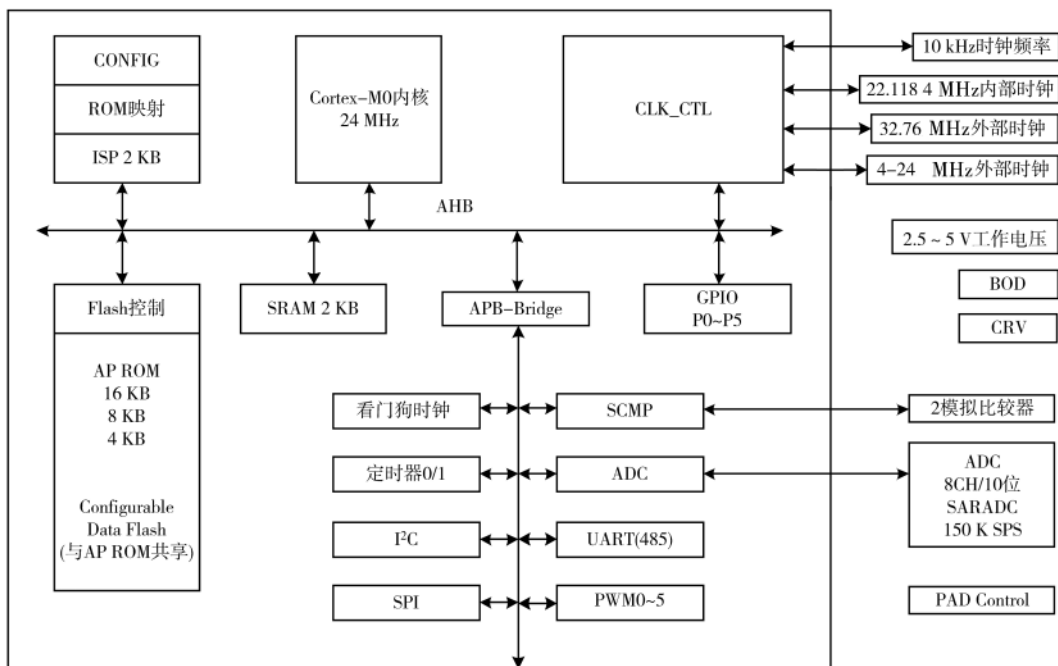 CONFIG
ROM映射
ISP 2 KB
Cortex-M0内核
24 MHz
CLK_CTL
10 kHz时钟频率
22.118 4 MHz内部时钟
32.76 MHz外部时钟
4-24 MHz外部时钟
AHB
2.5 ~ 5 V工作电压
BOD
CRV
Flash控制
AP ROM
16 KB
8 KB
4 KB
Configurable
Data Flash
(与AP ROM共享)
SRAM 2 KB
APB-Bridge
GPIO
P0~P5
看门狗时钟
SCMP
2模拟比较器
定时器0/1
ADC
ADC
8CH/10位
SARADC
150 K SPS
I²C
UART(485)
SPI
PWM0~5
PAD Control